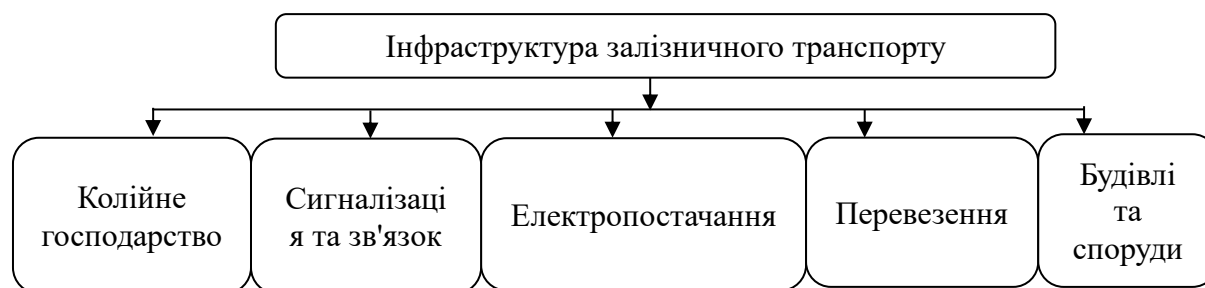 Інфраструктура залізничного транспорту
Колійне
господарство
Сигналізаці
я та зв'язок
Електропостачання
Перевезення
Будівлі
та
споруди